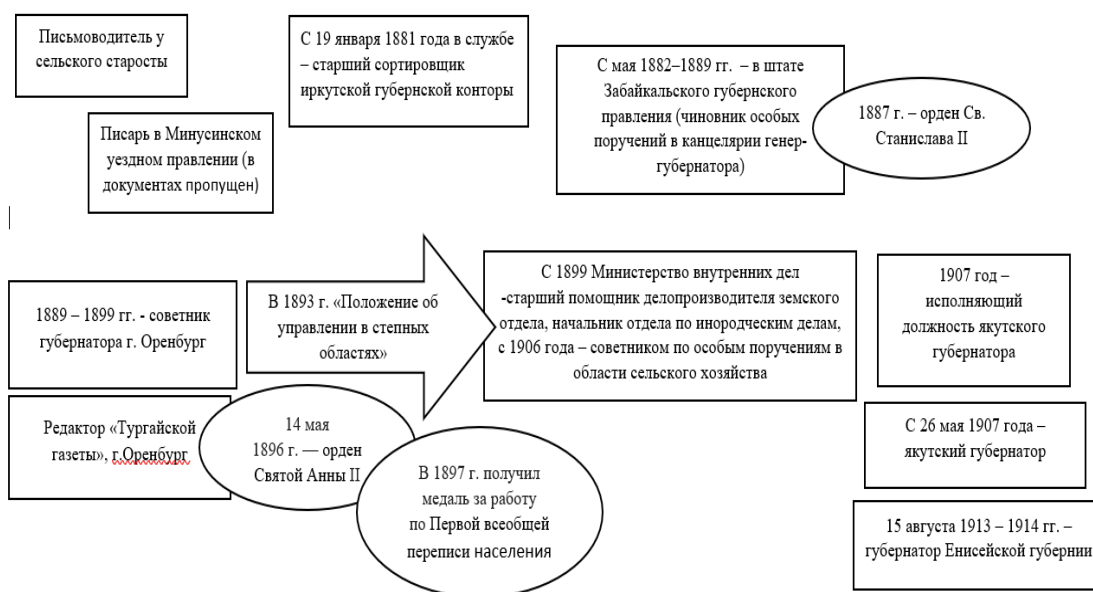 Письмоводитель у
сельского старосты
Писарь в Минусинском
уездном правлении (в
документах пропущен)
С 19 января 1881 года в службе
– старший сортировщик
иркутской губернской конторы
С мая 1882–1889 гг. – в штате
Забайкальского губернского
правления (чиновник особых
поручений в канцелярии генер-
губернатора)
1887 г. – орден Св.
Станислава II
1889 – 1899 гг. - советник
губернатора г. Оренбург
В 1893 г. «Положение об
управлении в степных
областях»
С 1899 Министерство внутренних дел
-старший помощник делопроизводителя земского
отдела, начальник отдела по инородческим делам,
с 1906 года – советником по особым поручениям в
области сельского хозяйства
1907 год –
исполняющий
должность якутского
губернатора
Редактор «Тургайской
газеты», г.Оренбург
14 мая
1896 г. — орден
Святой Анны II
В 1897 г. получил
медаль за работу
по Первой всеобщей
переписи населения
С 26 мая 1907 года –
якутский губернатор
15 августа 1913 – 1914 гг. –
губернатор Енисейской губернии